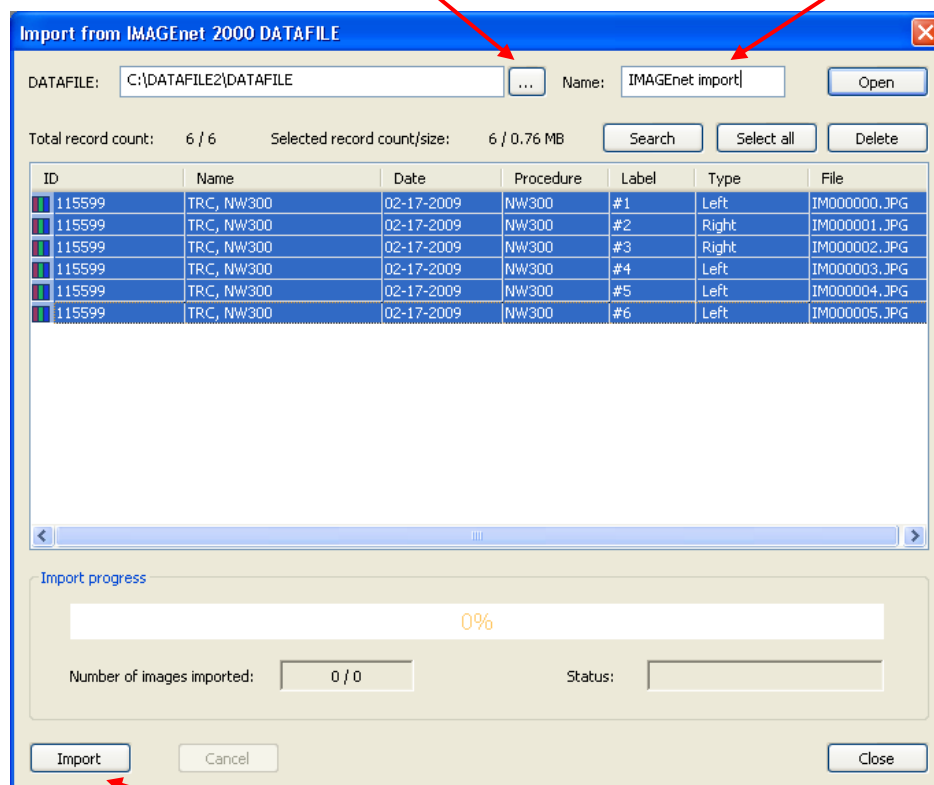 Import from IMAGEnet 2000 DATAFILE
DATAFILE: C:\DATAFILE2\DATAFILE ... Name: IMAGEnet import Open
Total record count: 6 / 6 Selected record count/size: 6 / 0.76 MB Search Select all Delete
ID Name Date Procedure Label Type File
115599 TRC, NW300 02-17-2009 NW300 #1 Left IM000000.JPG
115599 TRC, NW300 02-17-2009 NW300 #2 Right IM000001.JPG
115599 TRC, NW300 02-17-2009 NW300 #3 Right IM000002.JPG
115599 TRC, NW300 02-17-2009 NW300 #4 Left IM000003.JPG
115599 TRC, NW300 02-17-2009 NW300 #5 Left IM000004.JPG
115599 TRC, NW300 02-17-2009 NW300 #6 Left IM000005.JPG
Import progress
0%
Number of images imported: 0 / 0 Status:
Import Cancel Close